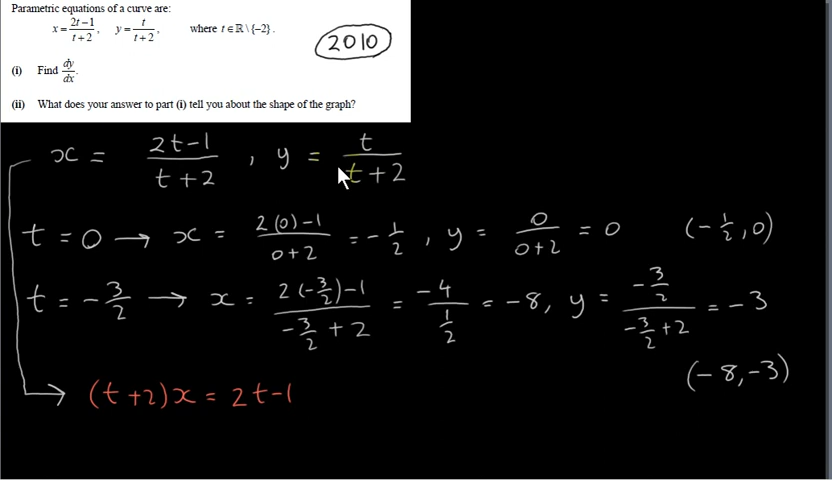 Parametric equations of a curve are:
x = (2t−1)/(t+2), y = t/(t+2), where t ∈ ℝ \ {−2}.
2010
(i) Find dy/dx.
(ii) What does your answer to part (i) tell you about the shape of the graph?
x = (2t−1)/(t+2), y = t/(t+2)
t = 0 → x = (2(0)−1)/(0+2) = −1/2, y = 0/(0+2) = 0 (−1/2, 0)
t = −3/2 → x = (2(−3/2)−1)/(−3/2+2) = −4/(1/2) = −8, y = (−3/2)/(−3/2+2) = −3
(−8, −3)
→ (t+2)x = 2t−1